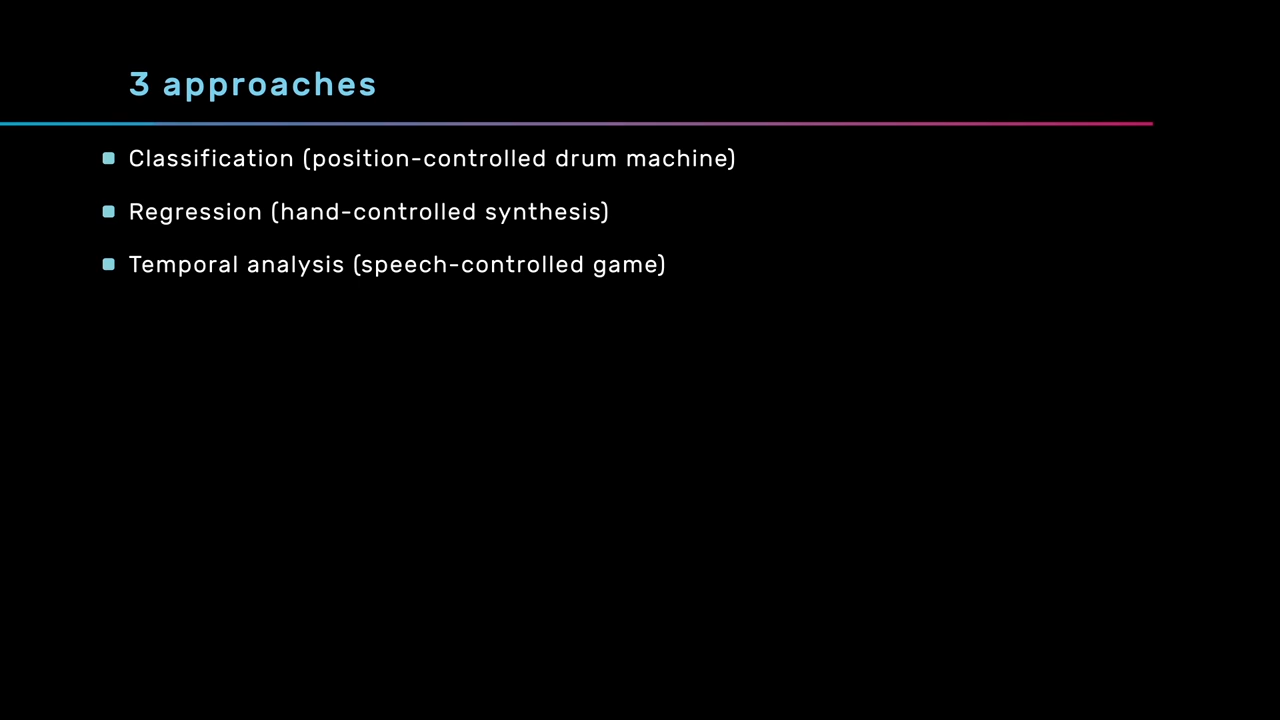 3 approaches
Classification (position-controlled drum machine)
Regression (hand-controlled synthesis)
Temporal analysis (speech-controlled game)